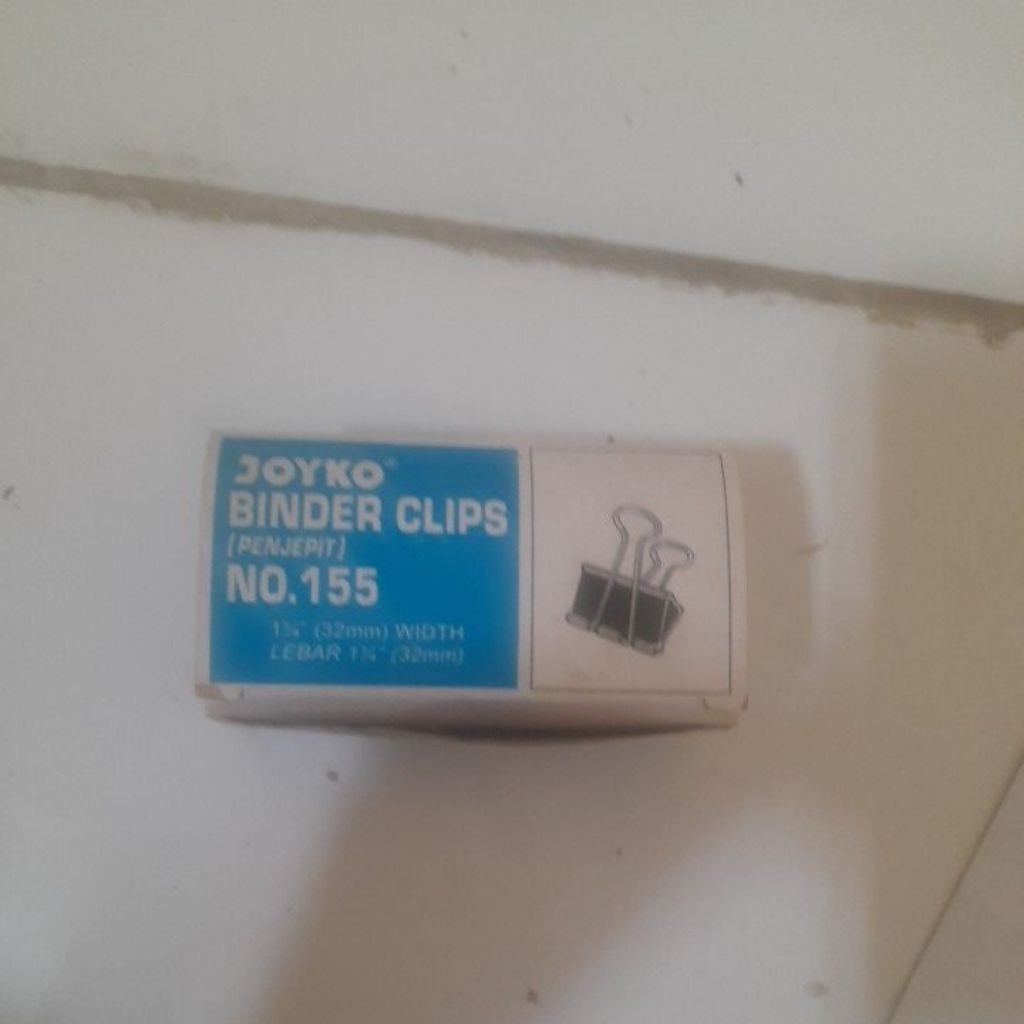 JOYKO®
BINDER CLIPS
[PENJEPIT]
NO.155
1¼" (32mm) WIDTH
LEBAR 1¼" (32mm)